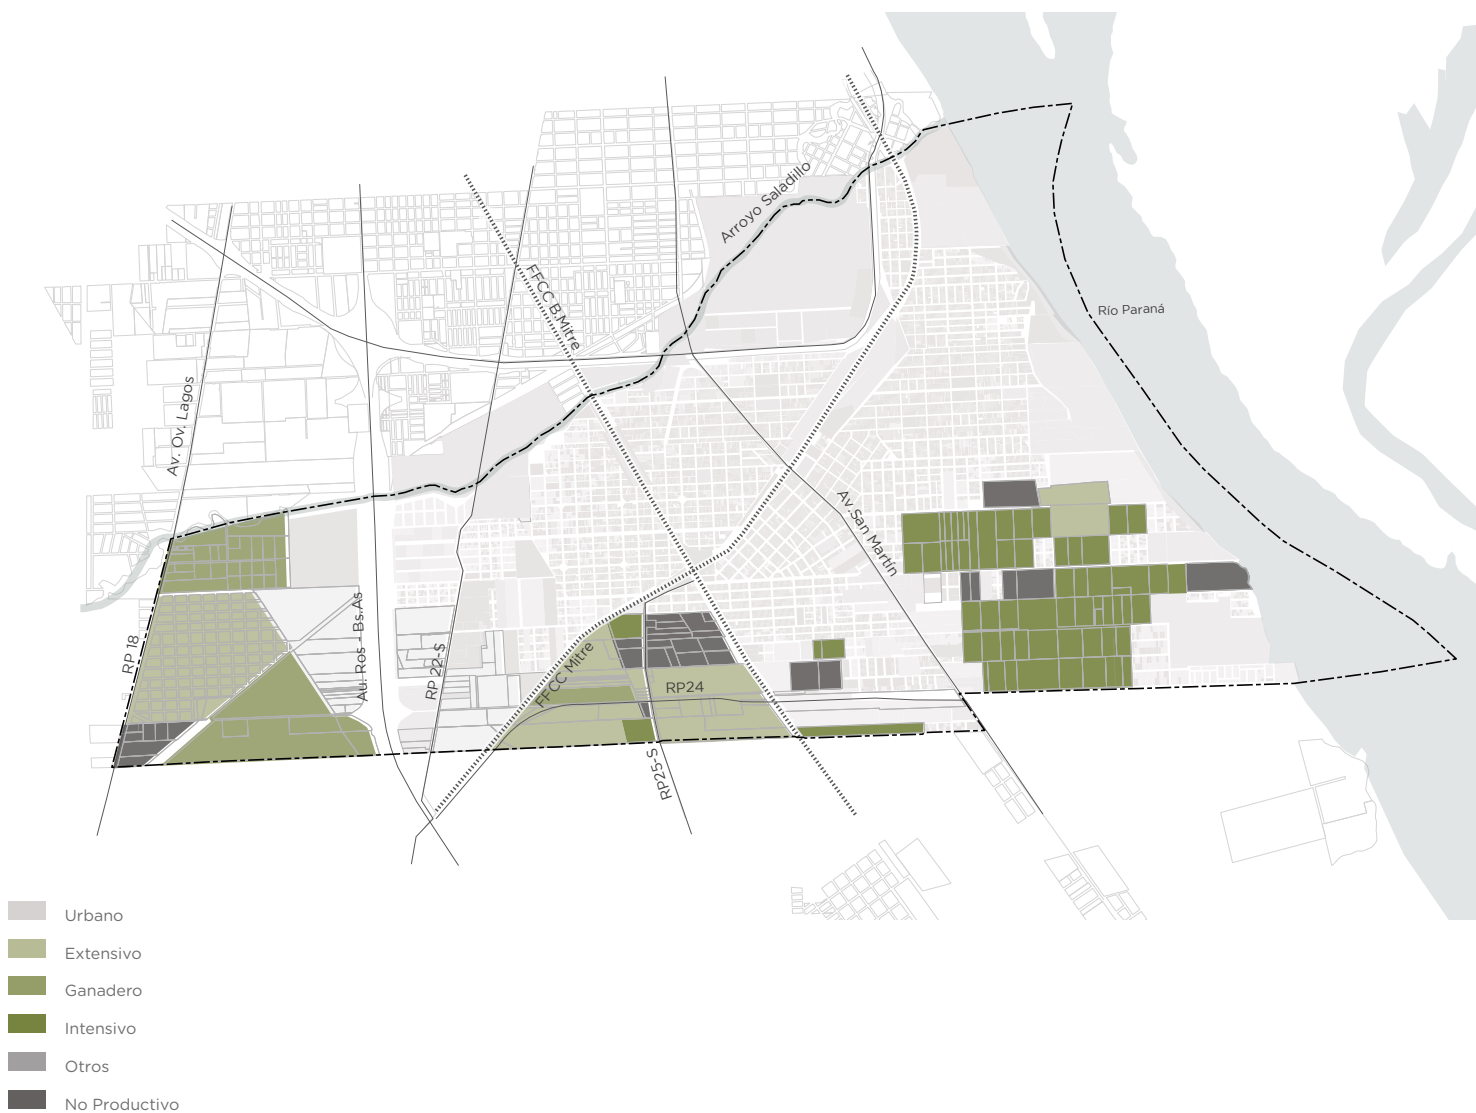 Arroyo Saladillo
FFCC B.Mitre
Río Paraná
Av. Ov. Lagos
Av.San Martín
Au. Ros - Bs.As
RP 18
RP 22-S
FFCC Mitre
RP24
RP25-S
Urbano
Extensivo
Ganadero
Intensivo
Otros
No Productivo